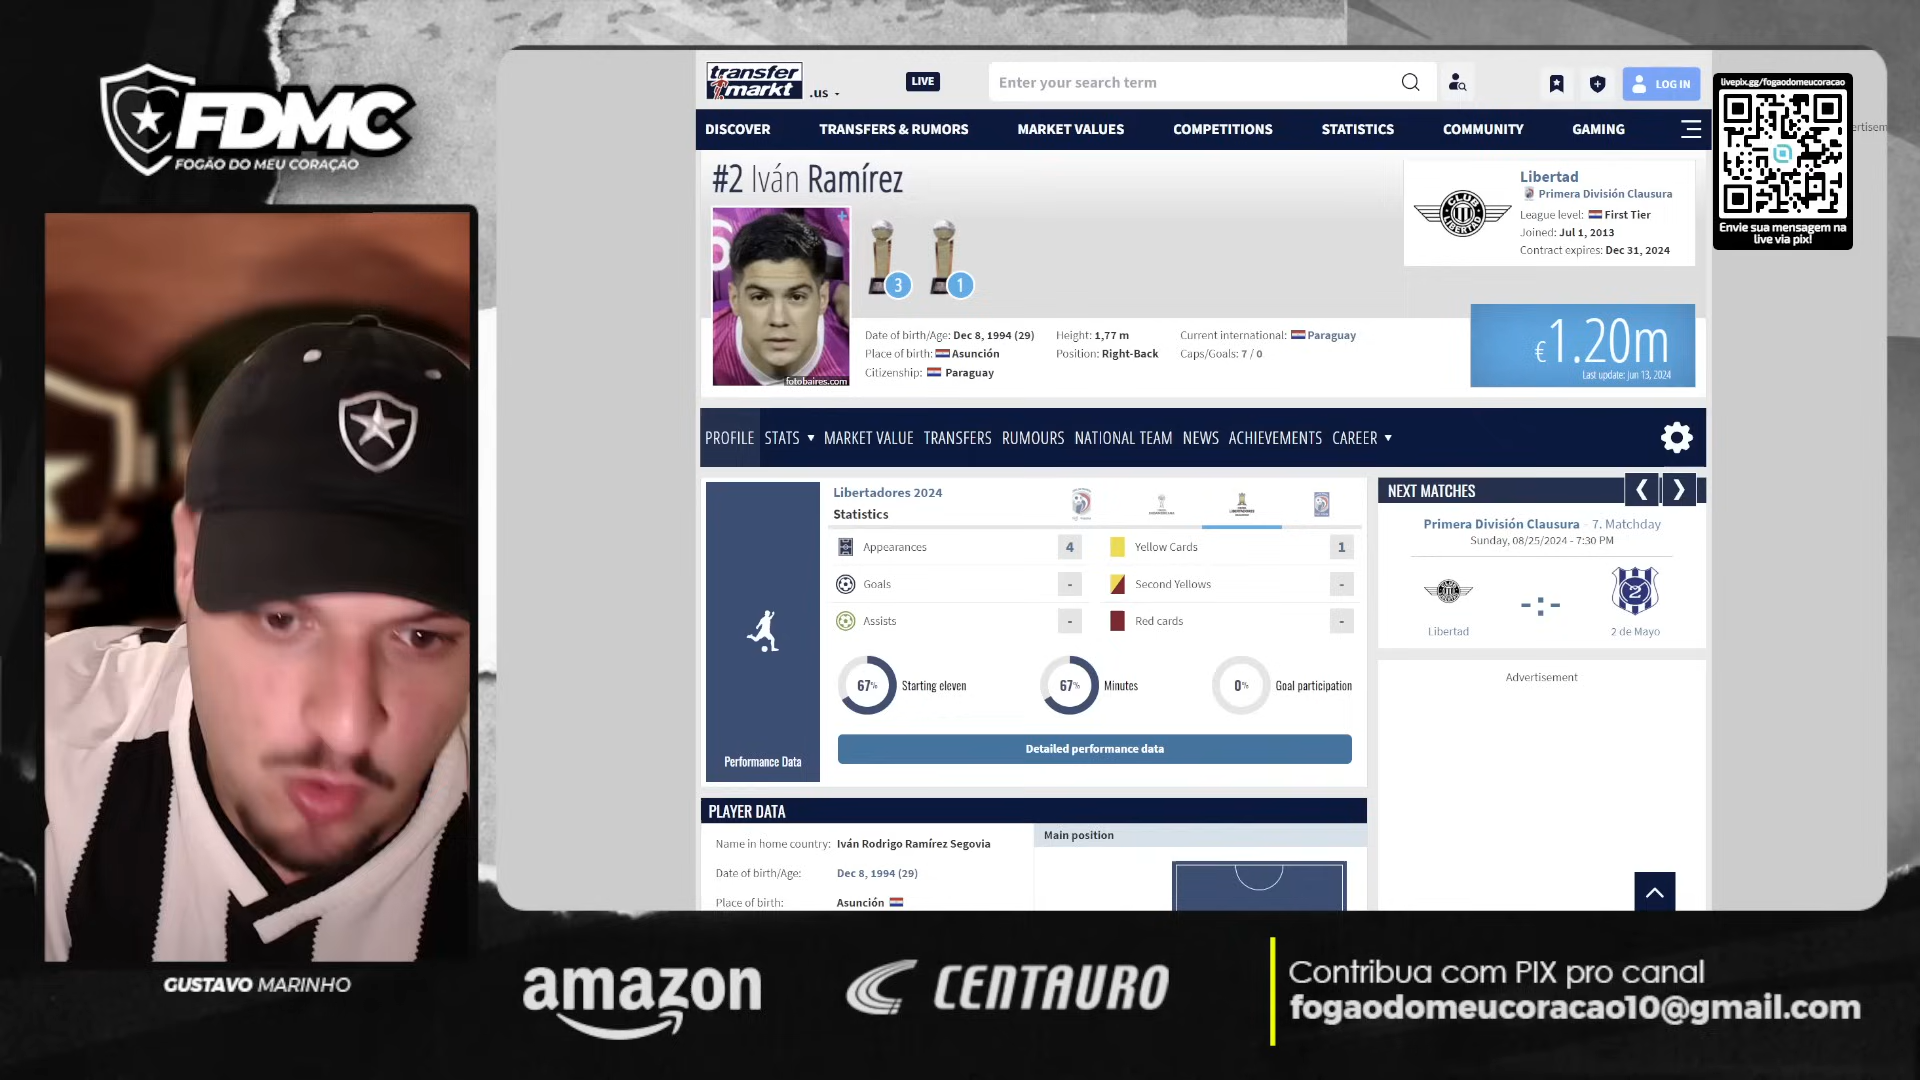 FDMC
FOGÃO DO MEU CORAÇÃO
GUSTAVO MARINHO
transfer
markt
.us
LIVE
Enter your search term
LOG IN
DISCOVER
TRANSFERS & RUMORS
MARKET VALUES
COMPETITIONS
STATISTICS
COMMUNITY
GAMING
#2 Iván Ramírez
3
1
fotobaires.com
Date of birth/Age: Dec 8, 1994 (29)
Place of birth: Asunción
Citizenship: Paraguay
Height: 1,77 m
Position: Right-Back
Current international: Paraguay
Caps/Goals: 7 / 0
CLUB
LIBERTAD
Libertad
Primera División Clausura
League level: First Tier
Joined: Jul 1, 2013
Contract expires: Dec 31, 2024
€1.20m
Last update: Jun 13, 2024
PROFILE
STATS
MARKET VALUE
TRANSFERS
RUMOURS
NATIONAL TEAM
NEWS
ACHIEVEMENTS
CAREER
Performance Data
Libertadores 2024
Statistics
Appearances 4
Goals -
Assists -
Yellow Cards 1
Second Yellows -
Red cards -
67% Starting eleven
67% Minutes
0% Goal participation
Detailed performance data
PLAYER DATA
Name in home country: Iván Rodrigo Ramírez Segovia
Date of birth/Age: Dec 8, 1994 (29)
Place of birth: Asunción
Main position
NEXT MATCHES
Primera División Clausura - 7. Matchday
Sunday, 08/25/2024 - 7:30 PM
-:-
2
Libertad
2 de Mayo
Advertisement
livepix.gg/fogaodomeucoracao
Envie sua mensagem na
live via pix!
ertisem
amazon
CENTAURO
Contribua com PIX pro canal
fogaodomeucoracao10@gmail.com